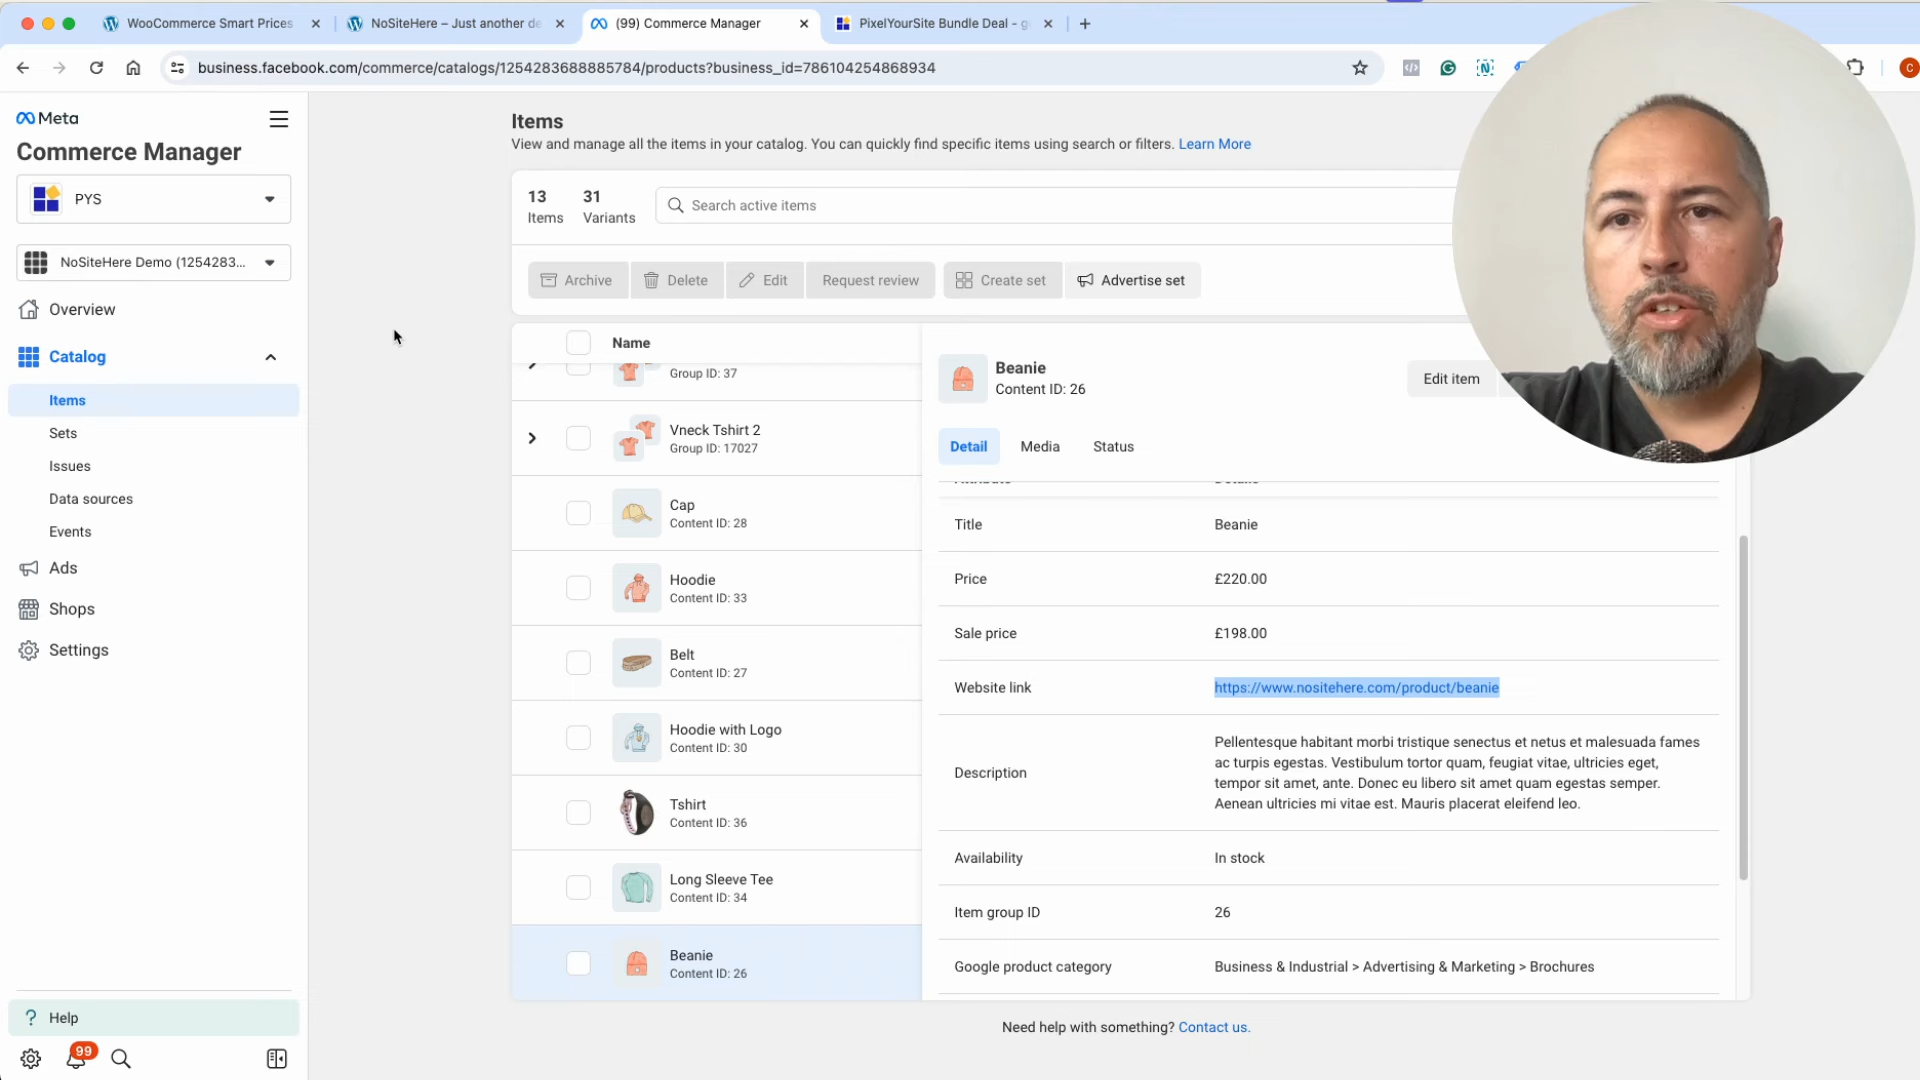 WooCommerce Smart Prices
NoSiteHere – Just another de
(99) Commerce Manager
PixelYourSite Bundle Deal - g
business.facebook.com/commerce/catalogs/1254283688885784/products?business_id=786104254868934
C
Meta
Commerce Manager
PYS
NoSiteHere Demo (1254283...
Overview
Catalog
Items
Sets
Issues
Data sources
Events
Ads
Shops
Settings
? Help
99
Items
View and manage all the items in your catalog. You can quickly find specific items using search or filters. Learn More
13
Items
31
Variants
Search active items
Archive
Delete
Edit
Request review
Create set
Advertise set
Name
Group ID: 37
Vneck Tshirt 2
Group ID: 17027
Cap
Content ID: 28
Hoodie
Content ID: 33
Belt
Content ID: 27
Hoodie with Logo
Content ID: 30
Tshirt
Content ID: 36
Long Sleeve Tee
Content ID: 34
Beanie
Content ID: 26
Beanie
Content ID: 26
Edit item
Detail
Media
Status
Title
Beanie
Price
£220.00
Sale price
£198.00
Website link
https://www.nositehere.com/product/beanie
Description
Pellentesque habitant morbi tristique senectus et netus et malesuada fames
ac turpis egestas. Vestibulum tortor quam, feugiat vitae, ultricies eget,
tempor sit amet, ante. Donec eu libero sit amet quam egestas semper.
Aenean ultricies mi vitae est. Mauris placerat eleifend leo.
Availability
In stock
Item group ID
26
Google product category
Business & Industrial > Advertising & Marketing > Brochures
Need help with something? Contact us.